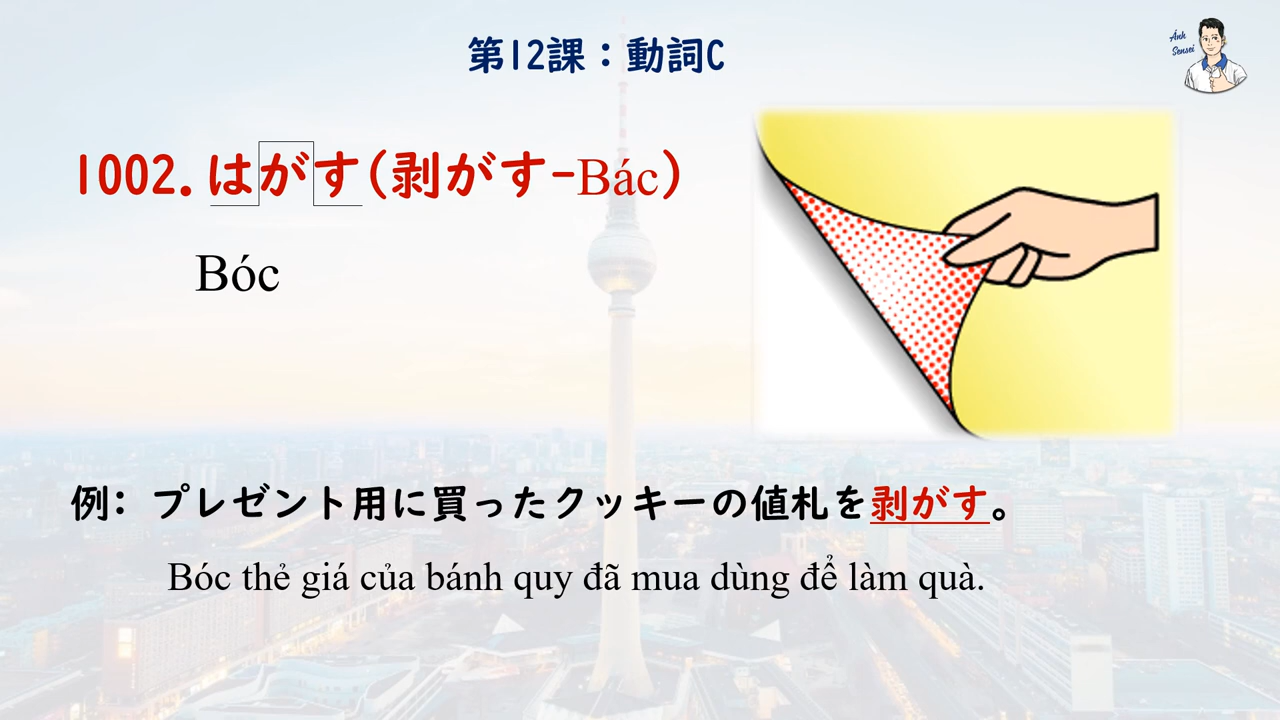 第12課：動詞C
Anh
Sensei
1002.はがす(剥がす-Bác)
Bóc
例: プレゼント用に買ったクッキーの値札を剥がす。
Bóc thẻ giá của bánh quy đã mua dùng để làm quà.